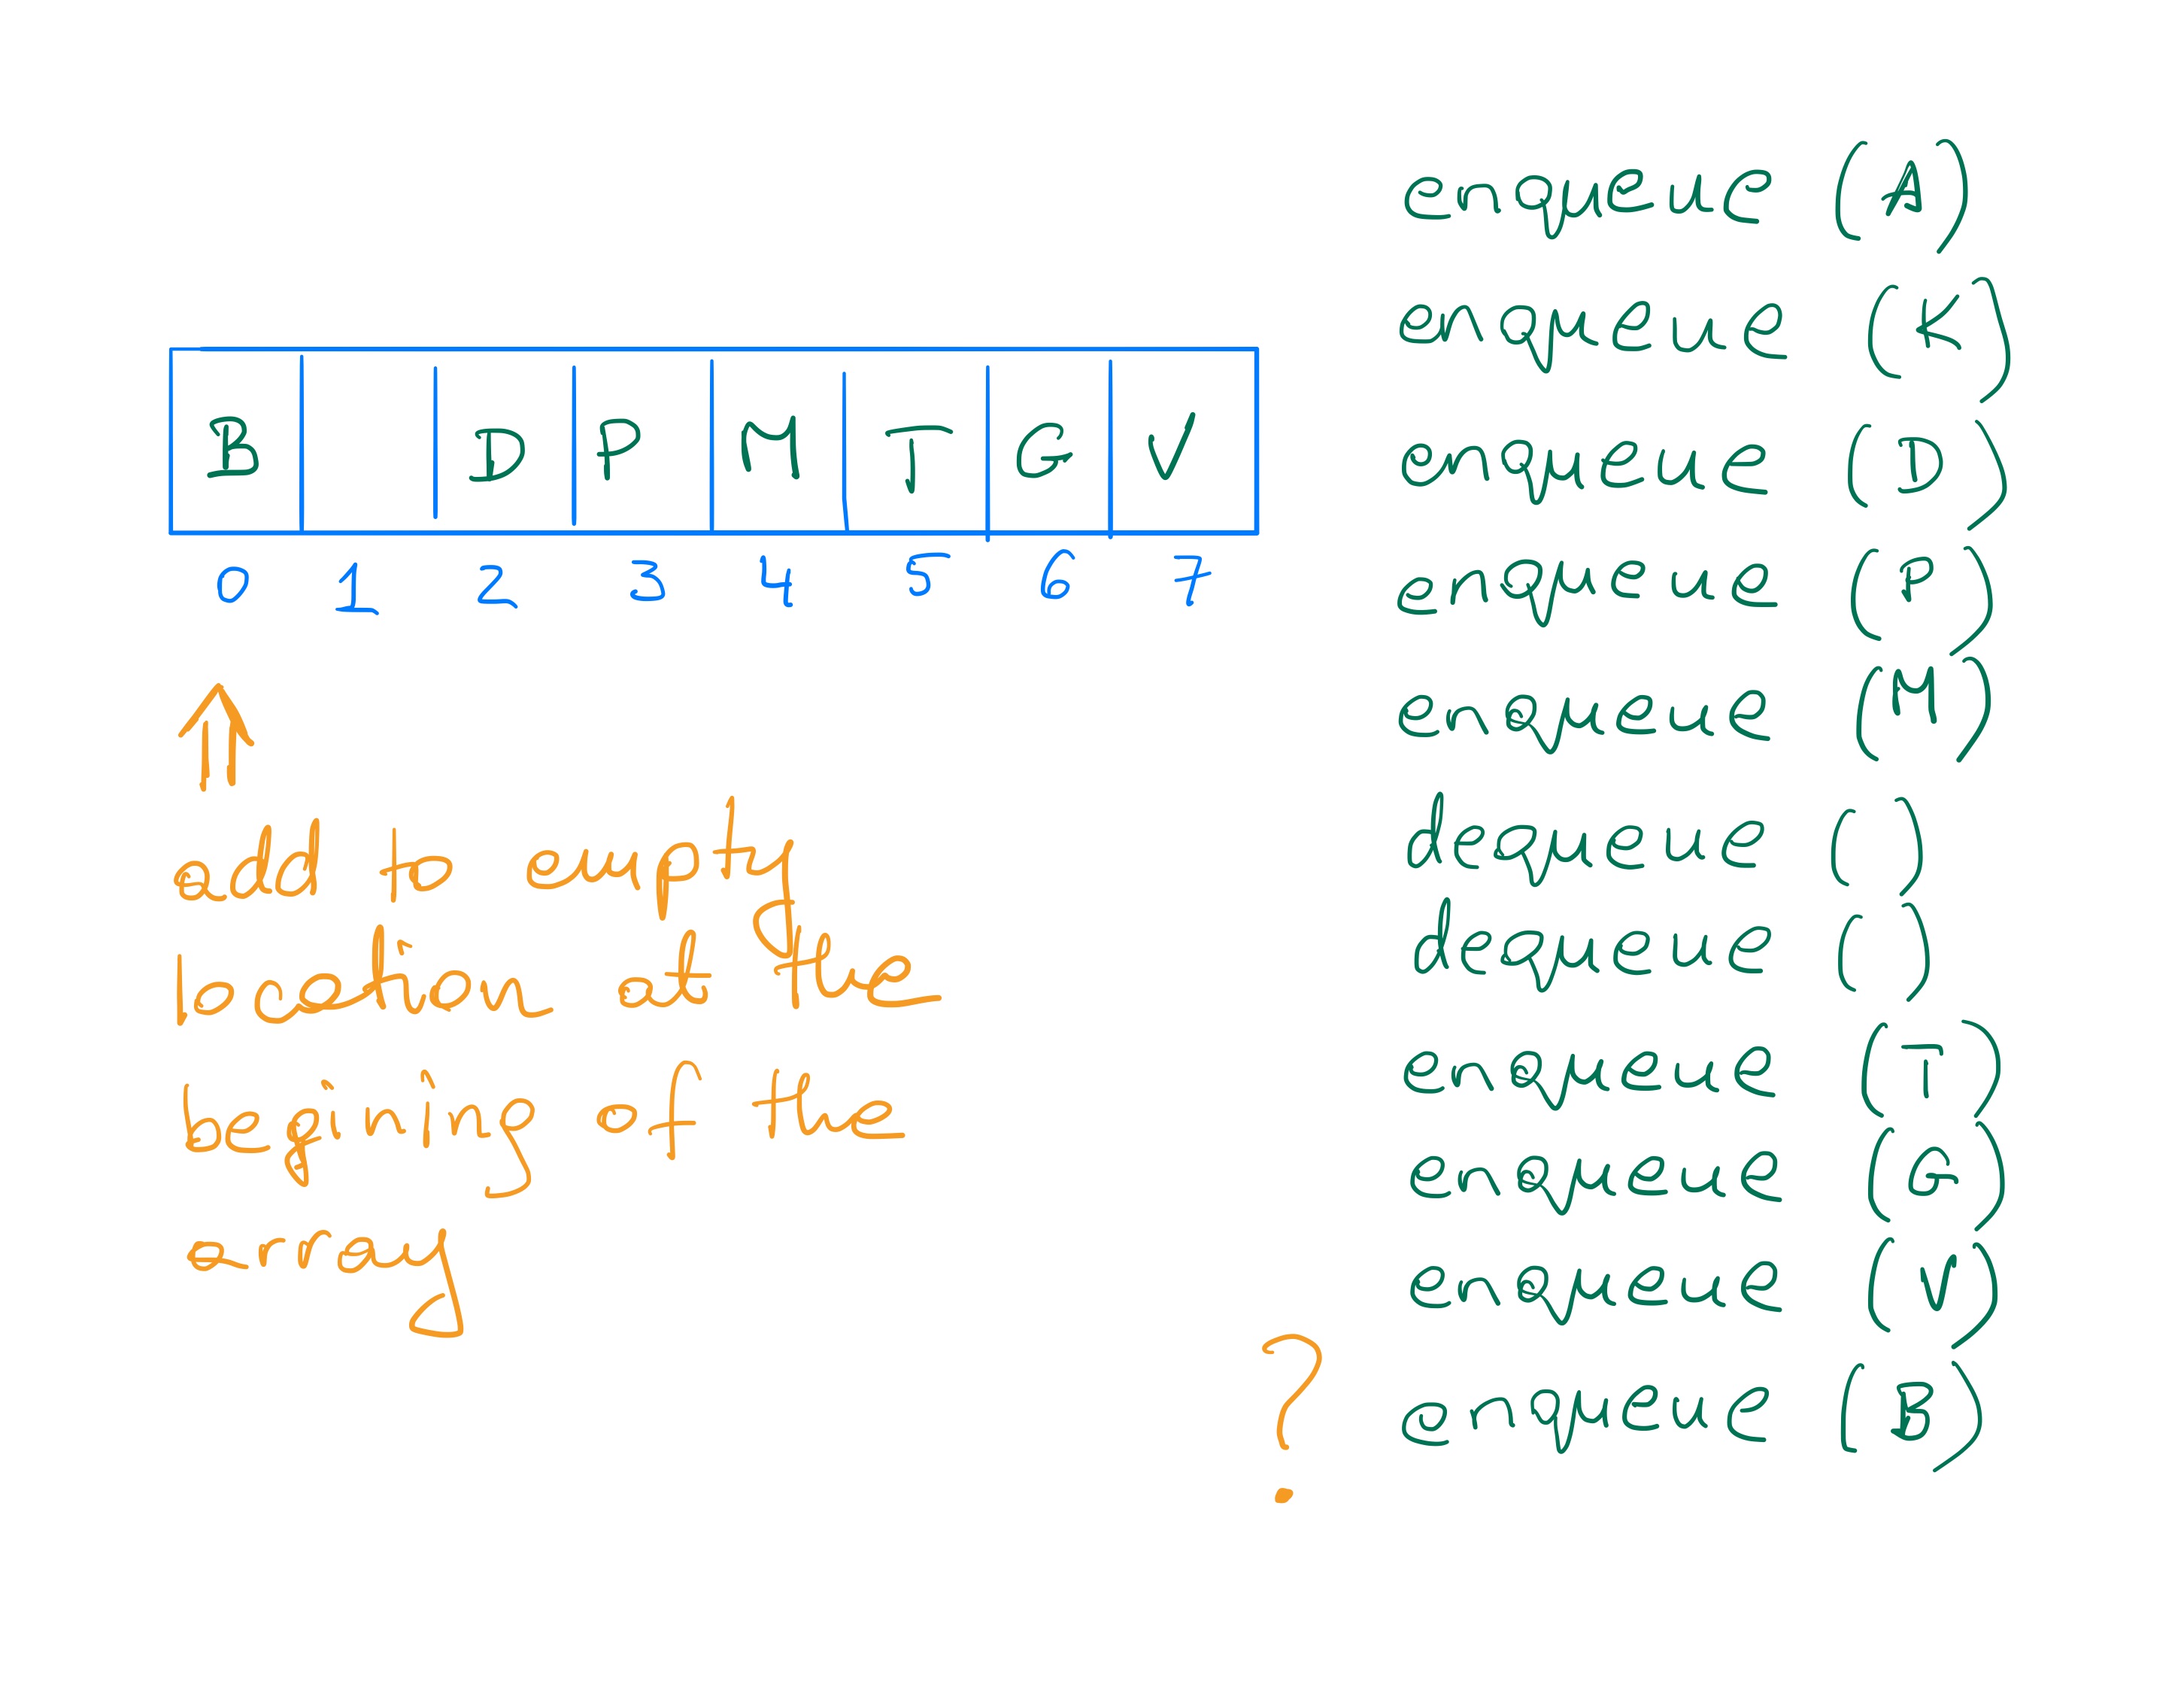 B D P M T G V
0 1 2 3 4 5 6 7
add to empty
location at the
begining of the
array
enqueue (A)
enqueue (K)
enqueue (D)
enqueue (P)
enqueue (M)
dequeue ( )
dequeue ( )
enqueue (T)
enqueue (G)
enqueue (V)
? enqueue (B)